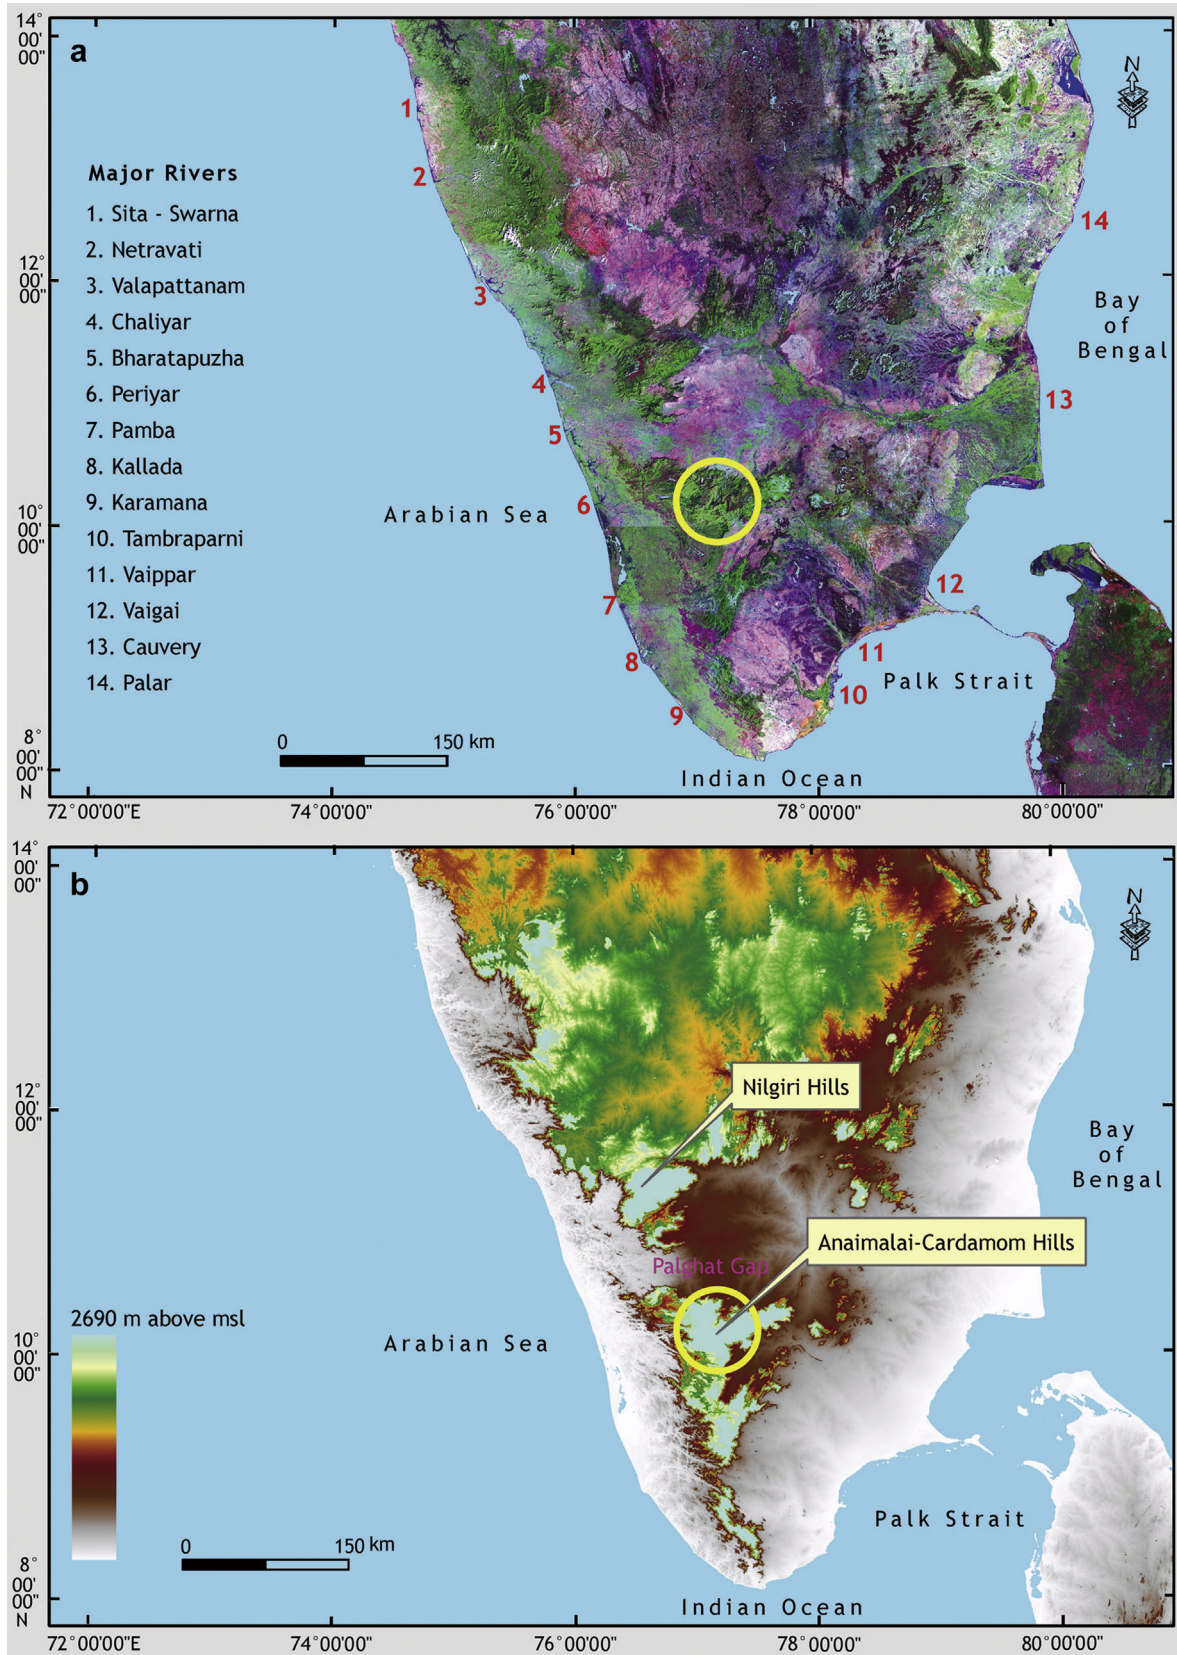 14°
00'
00"
a
N
1
Major Rivers
2
1. Sita - Swarna
14
2. Netravati
12°
00'
00"
3. Valapattanam
3
Bay
of
Bengal
4. Chaliyar
5. Bharatapuzha
4
6. Periyar
13
7. Pamba
5
8. Kallada
9. Karamana
6
Arabian Sea
10°
00'
00"
10. Tambraparni
11. Vaippar
12
12. Vaigai
7
13. Cauvery
8
11
14. Palar
Palk Strait
10
9
8°
00'
00"
N
0 150 km
Indian Ocean
72°00'00"E 74°00'00" 76°00'00" 78°00'00" 80°00'00"
14°
00'
00"
b
N
Nilgiri Hills
12°
00'
00"
Bay
of
Bengal
Anaimalai-Cardamom Hills
Palghat Gap
2690 m above msl
10°
00'
00"
Arabian Sea
Palk Strait
0 150 km
8°
00'
00"
N
Indian Ocean
72°00'00"E 74°00'00" 76°00'00" 78°00'00" 80°00'00"